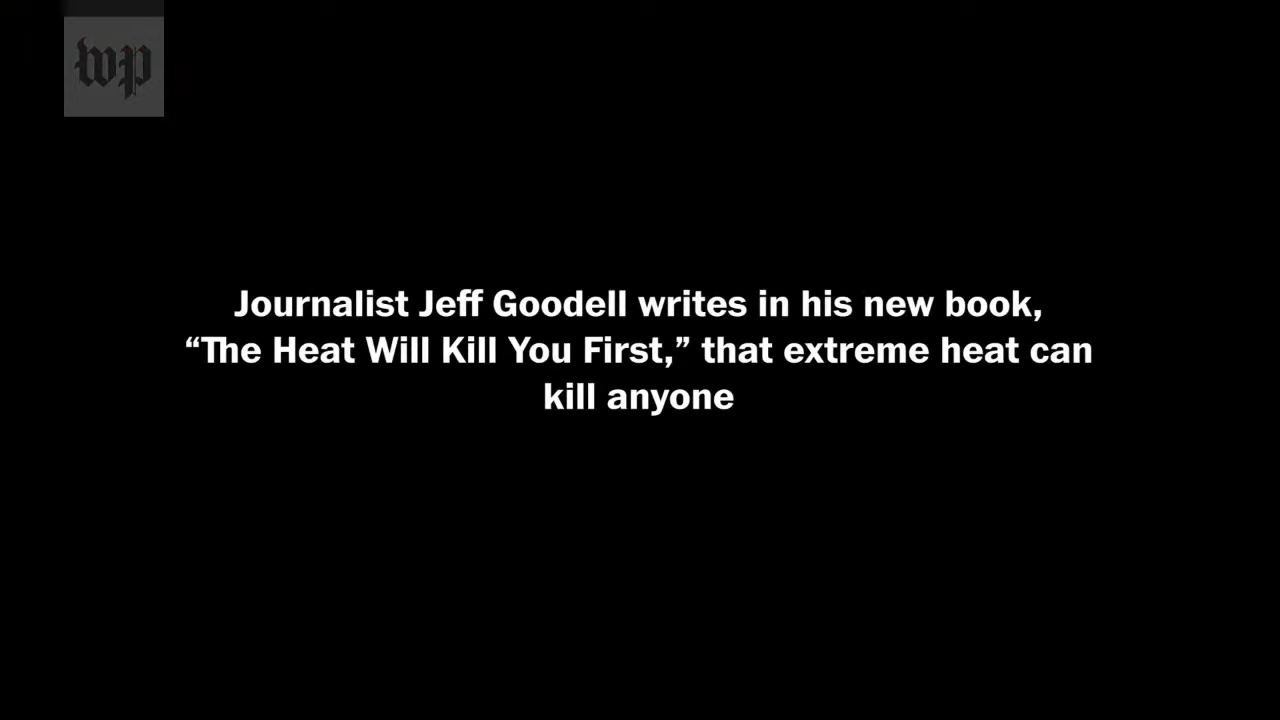 wp
Journalist Jeff Goodell writes in his new book,
“The Heat Will Kill You First,” that extreme heat can
kill anyone